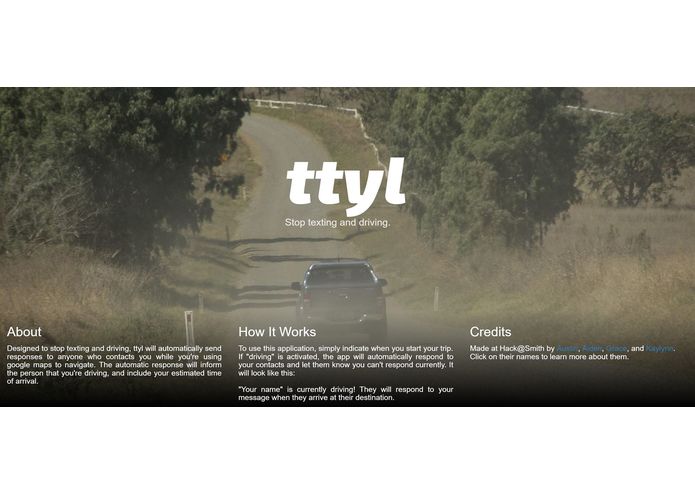 ttyl
Stop texting and driving.
About
Designed to stop texting and driving, ttyl will automatically send
responses to anyone who contacts you while you're using
google maps to navigate. The automatic response will inform
the person that you're driving, and include your estimated time
of arrival.
How It Works
To use this application, simply indicate when you start your trip.
If "driving" is activated, the app will automatically respond to
your contacts and let them know you can't respond currently. It
will look like this:
"Your name" is currently driving! They will respond to your
message when they arrive at their destination.
Credits
Made at Hack@Smith by Austin, Aiden, Grace, and Kaylynn.
Click on their names to learn more about them.